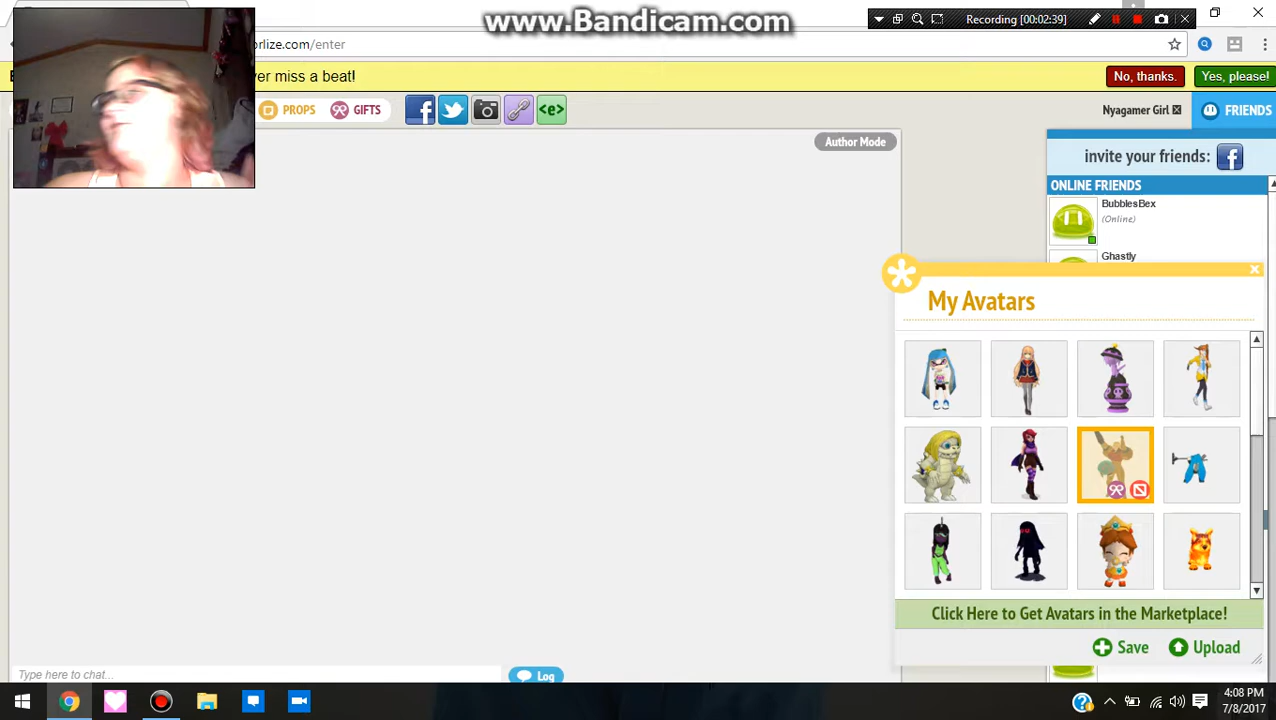 www.Bandicam.com
Recording [00:02:39]
orlize.com/enter
ver miss a beat!
No, thanks.
Yes, please!
PROPS
GIFTS
<e>
Nyagamer Girl
FRIENDS
Author Mode
invite your friends:
ONLINE FRIENDS
BubblesBex
(Online)
Ghastly
My Avatars
Click Here to Get Avatars in the Marketplace!
Save
Upload
Type here to chat...
Log
4:08 PM
7/8/2017